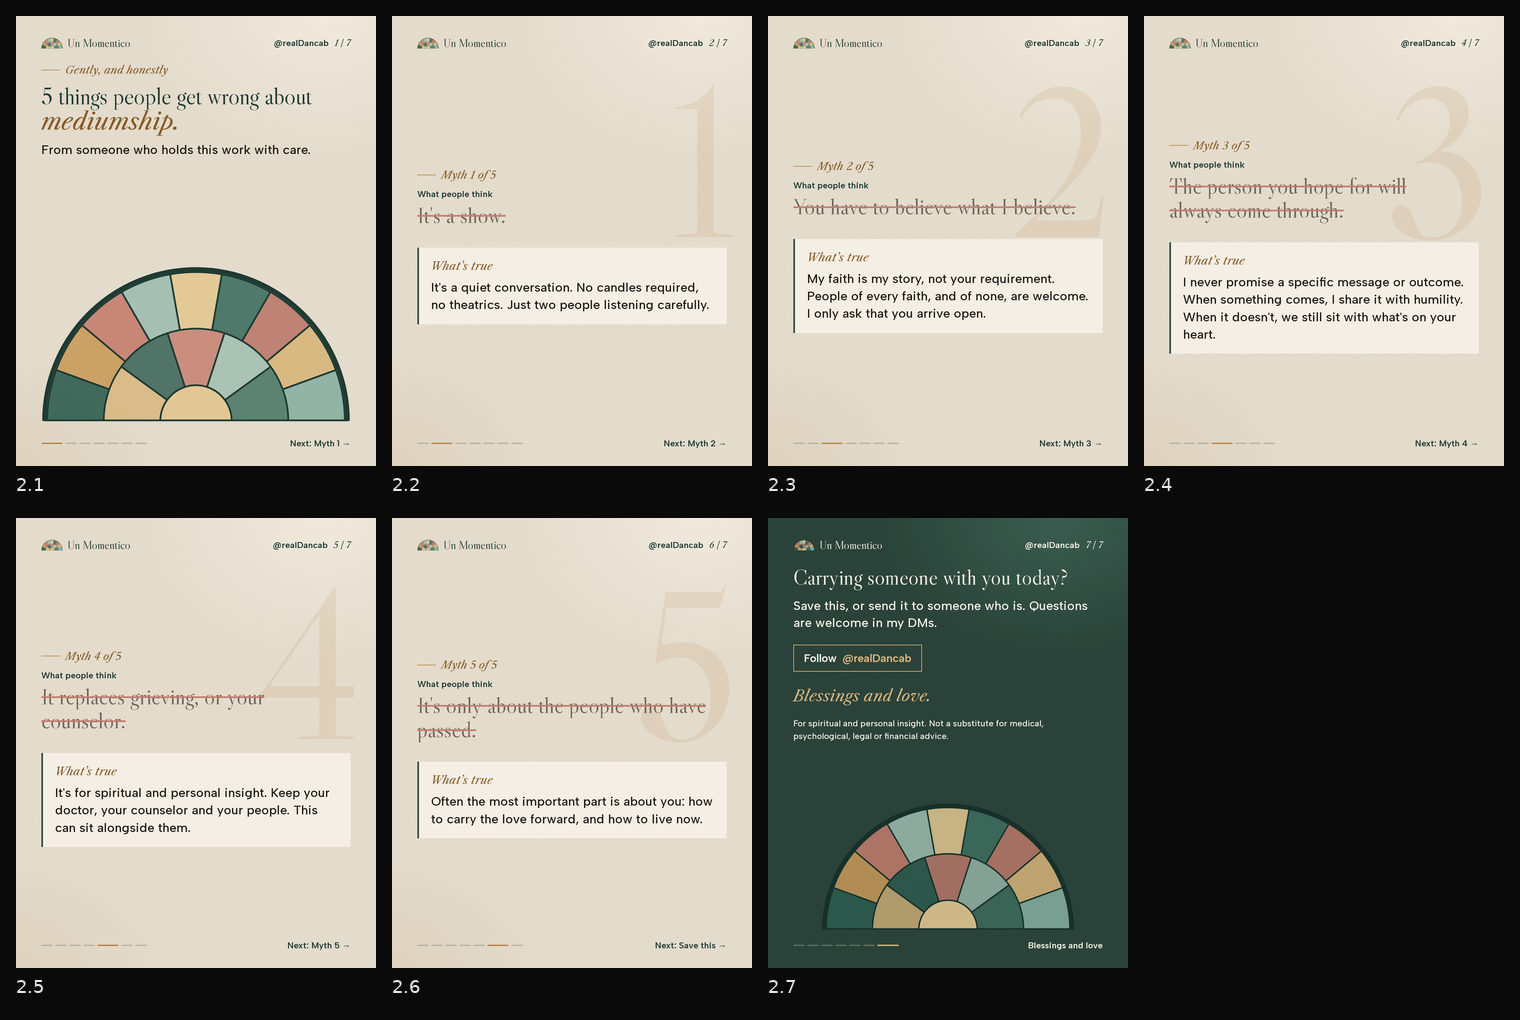 Un Momentico
@realDancab 1 / 7
Gently, and honestly
5 things people get wrong about
mediumship.
From someone who holds this work with care.
Next: Myth 1 →
2.1
Un Momentico
@realDancab 2 / 7
1
Myth 1 of 5
What people think
It's a show.
What's true
It's a quiet conversation. No candles required,
no theatrics. Just two people listening carefully.
Next: Myth 2 →
2.2
Un Momentico
@realDancab 3 / 7
2
Myth 2 of 5
What people think
You have to believe what I believe.
What's true
My faith is my story, not your requirement.
People of every faith, and of none, are welcome.
I only ask that you arrive open.
Next: Myth 3 →
2.3
Un Momentico
@realDancab 4 / 7
3
Myth 3 of 5
What people think
The person you hope for will
always come through.
What's true
I never promise a specific message or outcome.
When something comes, I share it with humility.
When it doesn't, we still sit with what's on your
heart.
Next: Myth 4 →
2.4
Un Momentico
@realDancab 5 / 7
4
Myth 4 of 5
What people think
It replaces grieving, or your
counselor.
What's true
It's for spiritual and personal insight. Keep your
doctor, your counselor and your people. This
can sit alongside them.
Next: Myth 5 →
2.5
Un Momentico
@realDancab 6 / 7
5
Myth 5 of 5
What people think
It's only about the people who have
passed.
What's true
Often the most important part is about you: how
to carry the love forward, and how to live now.
Next: Save this →
2.6
Un Momentico
@realDancab 7 / 7
Carrying someone with you today?
Save this, or send it to someone who is. Questions
are welcome in my DMs.
Follow @realDancab
Blessings and love.
For spiritual and personal insight. Not a substitute for medical,
psychological, legal or financial advice.
Blessings and love
2.7